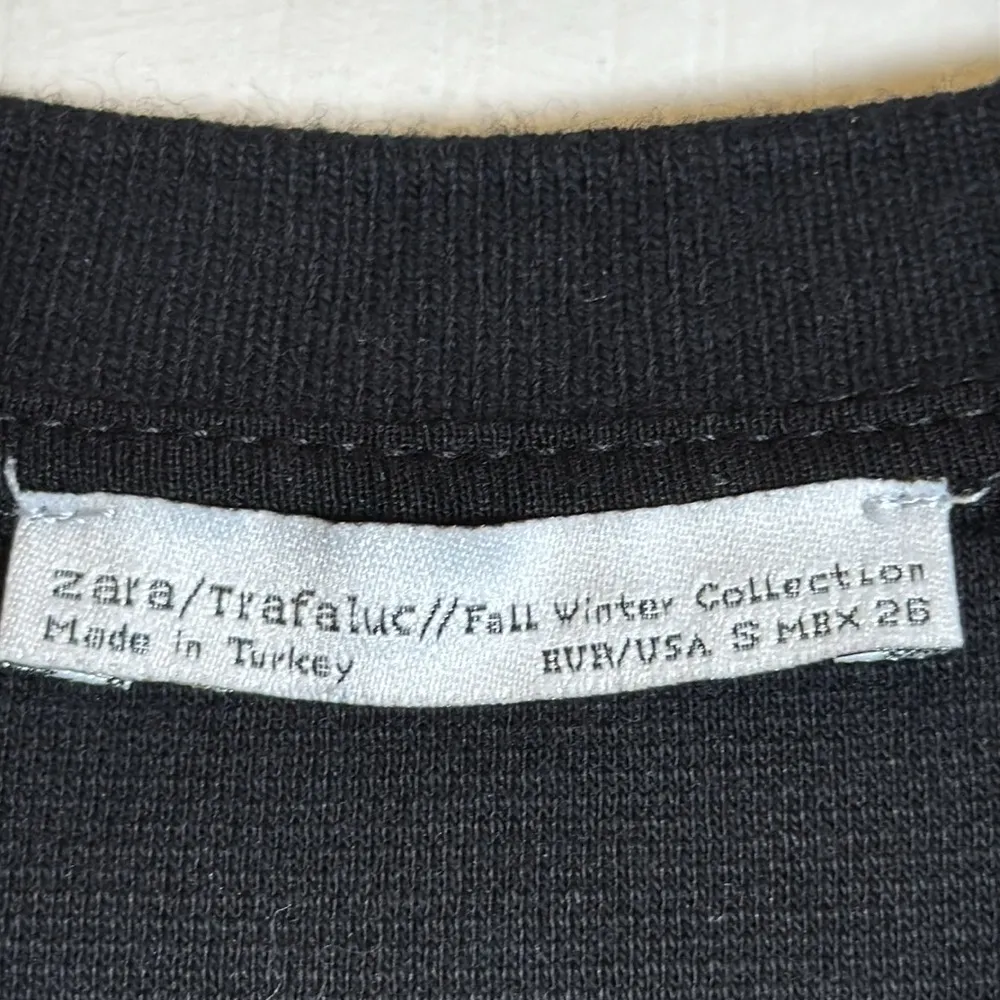 zara/Trafaluc//Fall Winter Collection
Made in Turkey EUR/USA S MEX 26